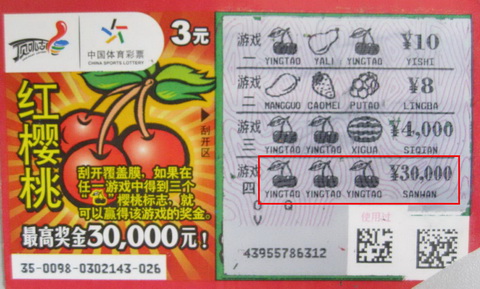 顶呱刮
中国体育彩票
CHINA SPORTS LOTTERY
3元
红樱桃
刮开区
刮开覆盖膜，如果在
任一游戏中得到三个
“ ”樱桃标志，就
可以赢得该游戏的奖金。
最高奖金30,000元！
35-0098-0302143-026
游戏一
¥10
YINGTAO YALI YINGTAO YISHI
游戏二
¥8
MANGGUO CAOMEI PUTAO LINGBA
游戏三
¥4,000
YINGTAO YINGTAO XIGUA SIQIAN
游戏四
¥30,000
YINGTAO YINGTAO YINGTAO SANWAN
V Q
43955786312